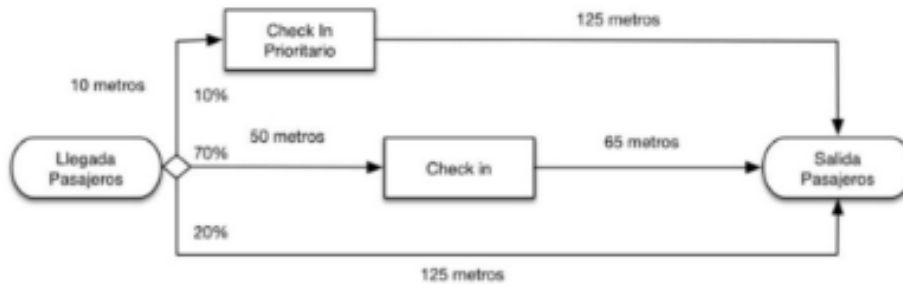 125 metros
Check In
Prioritario
10 metros
10%
50 metros
65 metros
Llegada
Pasajeros
70%
Check in
Salida
Pasajeros
20%
125 metros